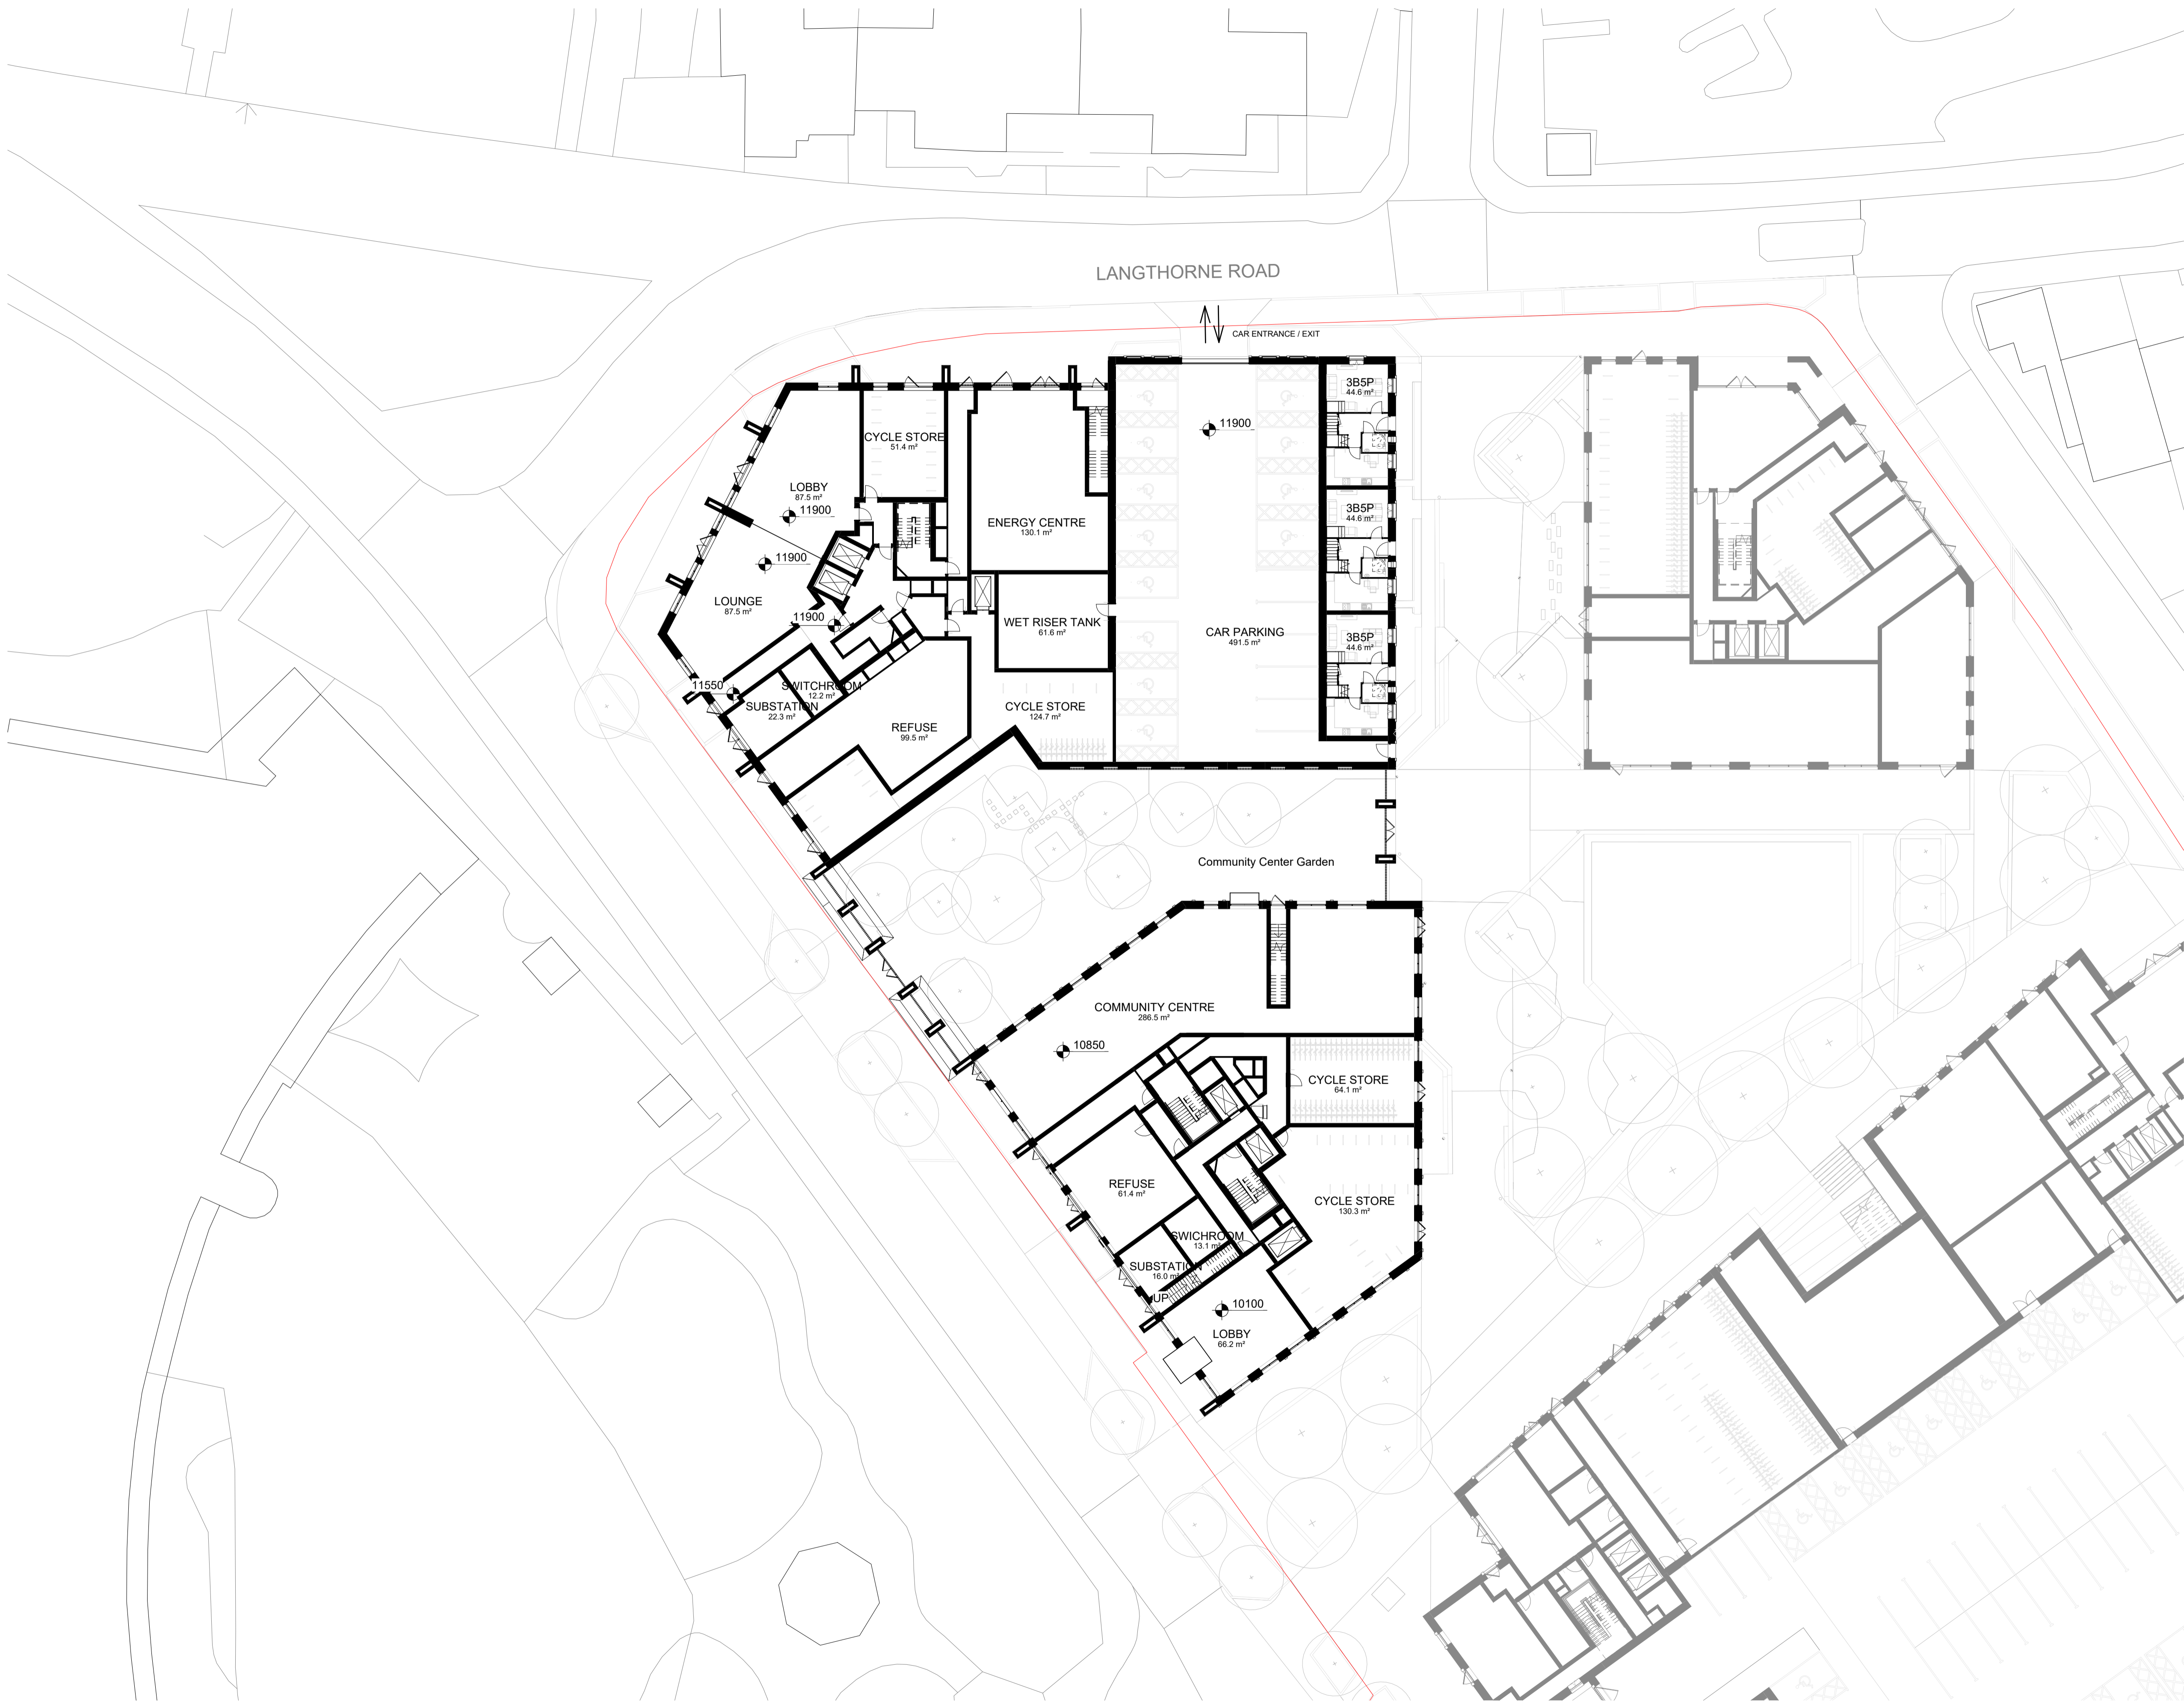 LANGTHORNE ROAD
CAR ENTRANCE / EXIT
3B5P
44.6 m²
11900
CYCLE STORE
51.4 m²
LOBBY
87.5 m²
11900
ENERGY CENTRE
130.1 m²
3B5P
44.6 m²
11900
LOUNGE
87.5 m²
11900
WET RISER TANK
61.6 m²
CAR PARKING
491.5 m²
3B5P
44.6 m²
11550
SWITCHROOM
12.2 m²
SUBSTATION
22.3 m²
CYCLE STORE
124.7 m²
REFUSE
99.5 m²
Community Center Garden
COMMUNITY CENTRE
286.5 m²
10850
CYCLE STORE
64.1 m²
REFUSE
61.4 m²
CYCLE STORE
130.3 m²
SWICHROOM
13.1 m²
SUBSTATION
16.0 m²
UP
10100
LOBBY
66.2 m²